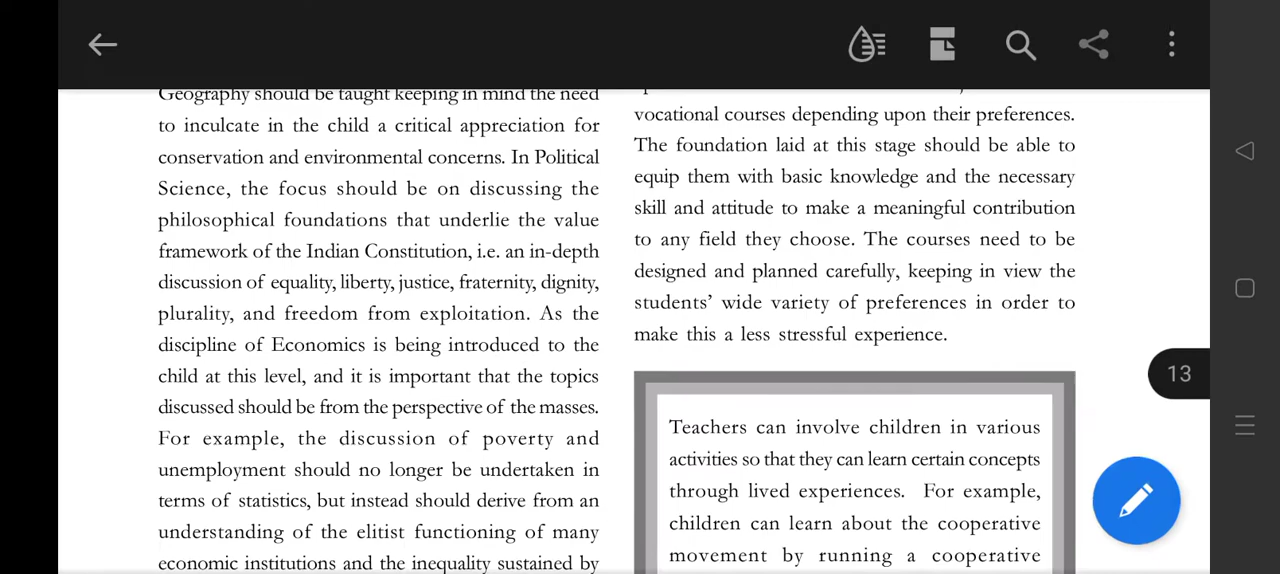 Geography should be taught keeping in mind the need
to inculcate in the child a critical appreciation for
conservation and environmental concerns. In Political
Science, the focus should be on discussing the
philosophical foundations that underlie the value
framework of the Indian Constitution, i.e. an in-depth
discussion of equality, liberty, justice, fraternity, dignity,
plurality, and freedom from exploitation. As the
discipline of Economics is being introduced to the
child at this level, and it is important that the topics
discussed should be from the perspective of the masses.
For example, the discussion of poverty and
unemployment should no longer be undertaken in
terms of statistics, but instead should derive from an
understanding of the elitist functioning of many
economic institutions and the inequality sustained by
vocational courses depending upon their preferences.
The foundation laid at this stage should be able to
equip them with basic knowledge and the necessary
skill and attitude to make a meaningful contribution
to any field they choose. The courses need to be
designed and planned carefully, keeping in view the
students' wide variety of preferences in order to
make this a less stressful experience.
Teachers can involve children in various
activities so that they can learn certain concepts
through lived experiences. For example,
children can learn about the cooperative
movement by running a cooperative
13